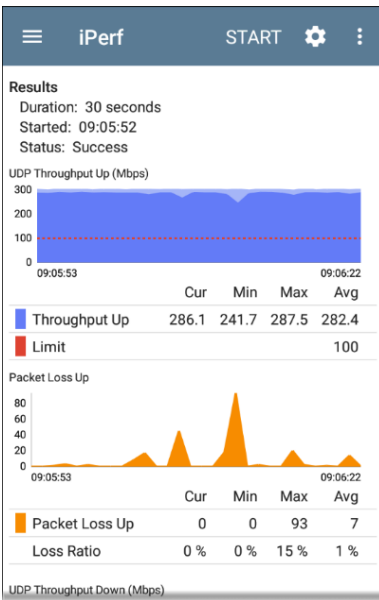 iPerf START
Results
Duration: 30 seconds
Started: 09:05:52
Status: Success
UDP Throughput Up (Mbps)
300
200
100
0
09:05:53 09:06:22
Cur Min Max Avg
Throughput Up 286.1 241.7 287.5 282.4
Limit 100
Packet Loss Up
80
60
40
20
0
09:05:53 09:06:22
Cur Min Max Avg
Packet Loss Up 0 0 93 7
Loss Ratio 0 % 0 % 15 % 1 %
UDP Throughput Down (Mbps)